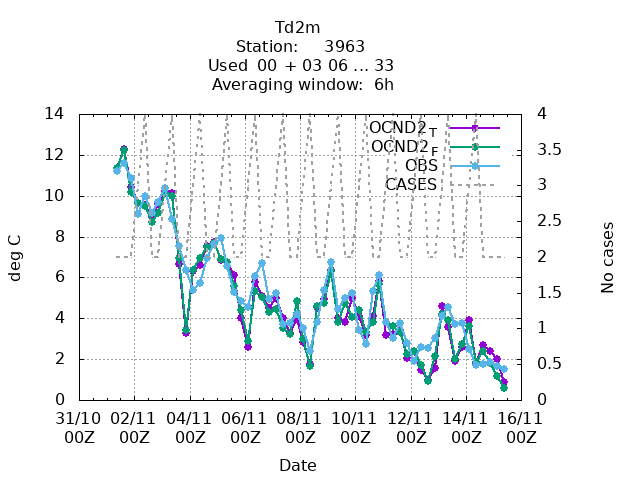 Td2m
Station: 3963
Used 00 + 03 06 ... 33
Averaging window: 6h
14 4
OCND2_T
12 3.5
OCND2_F
OBS
10 3
CASES
8 2.5
deg C
No cases
6 2
1.5
4 1
2 0.5
0 0
31/10 02/11 04/11 06/11 08/11 10/11 12/11 14/11 16/11
00Z 00Z 00Z 00Z 00Z 00Z 00Z 00Z 00Z
Date